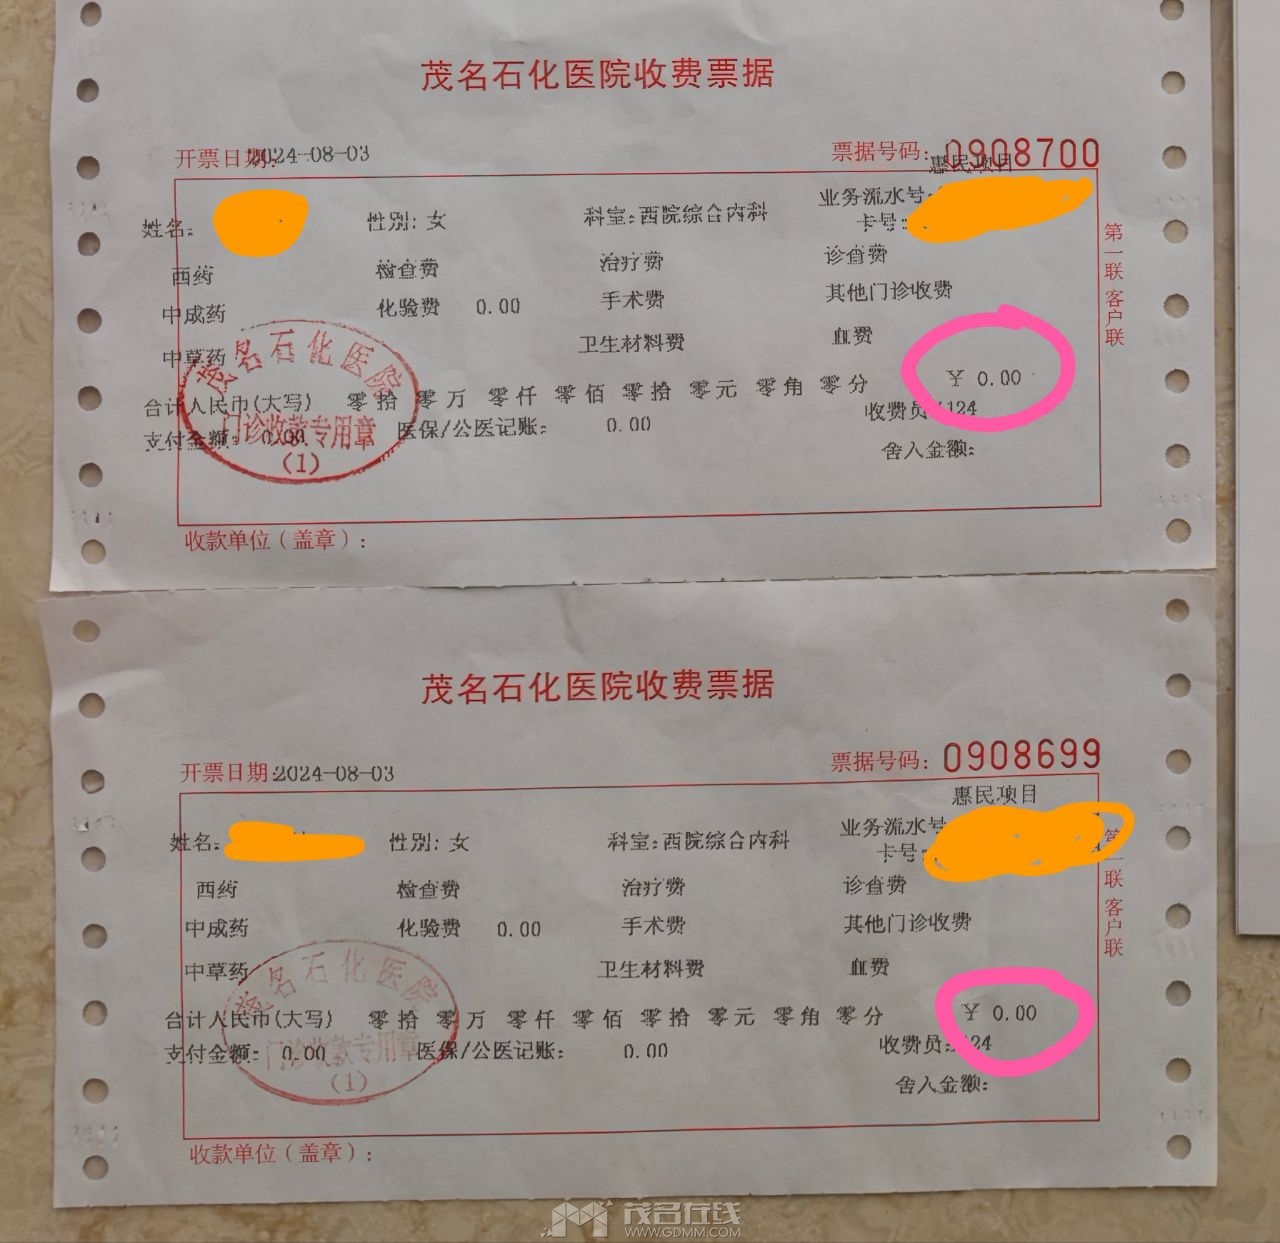 茂名石化医院收费票据
开票日期:2024-08-03 票据号码: 0908700
惠民项目
姓名: 性别: 女 科室:西院综合内科 业务流水号:
卡号:
西药 检查费 治疗费 诊查费
中成药 化验费 0.00 手术费 其他门诊收费
中草药 卫生材料费 血费
合计人民币(大写) 零拾 零万 零仟 零佰 零拾 零元 零角 零分 ¥ 0.00
支付金额: 0.00 医保/公医记账: 0.00 收费员:124
舍入金额:
茂名石化医院
门诊收款专用章
(1)
收款单位(盖章):
第一联 客户联
茂名石化医院收费票据
开票日期:2024-08-03 票据号码: 0908699
惠民项目
姓名: 性别: 女 科室:西院综合内科 业务流水号
卡号:
西药 检查费 治疗费 诊查费
中成药 化验费 0.00 手术费 其他门诊收费
中草药 卫生材料费 血费
合计人民币(大写) 零拾 零万 零仟 零佰 零拾 零元 零角 零分 ¥ 0.00
支付金额: 0.00 医保/公医记账: 0.00 收费员:124
舍入金额:
茂名石化医院
门诊收款专用章
(1)
收款单位(盖章):
第一联 客户联
茂名在线
WWW.GDMM.COM